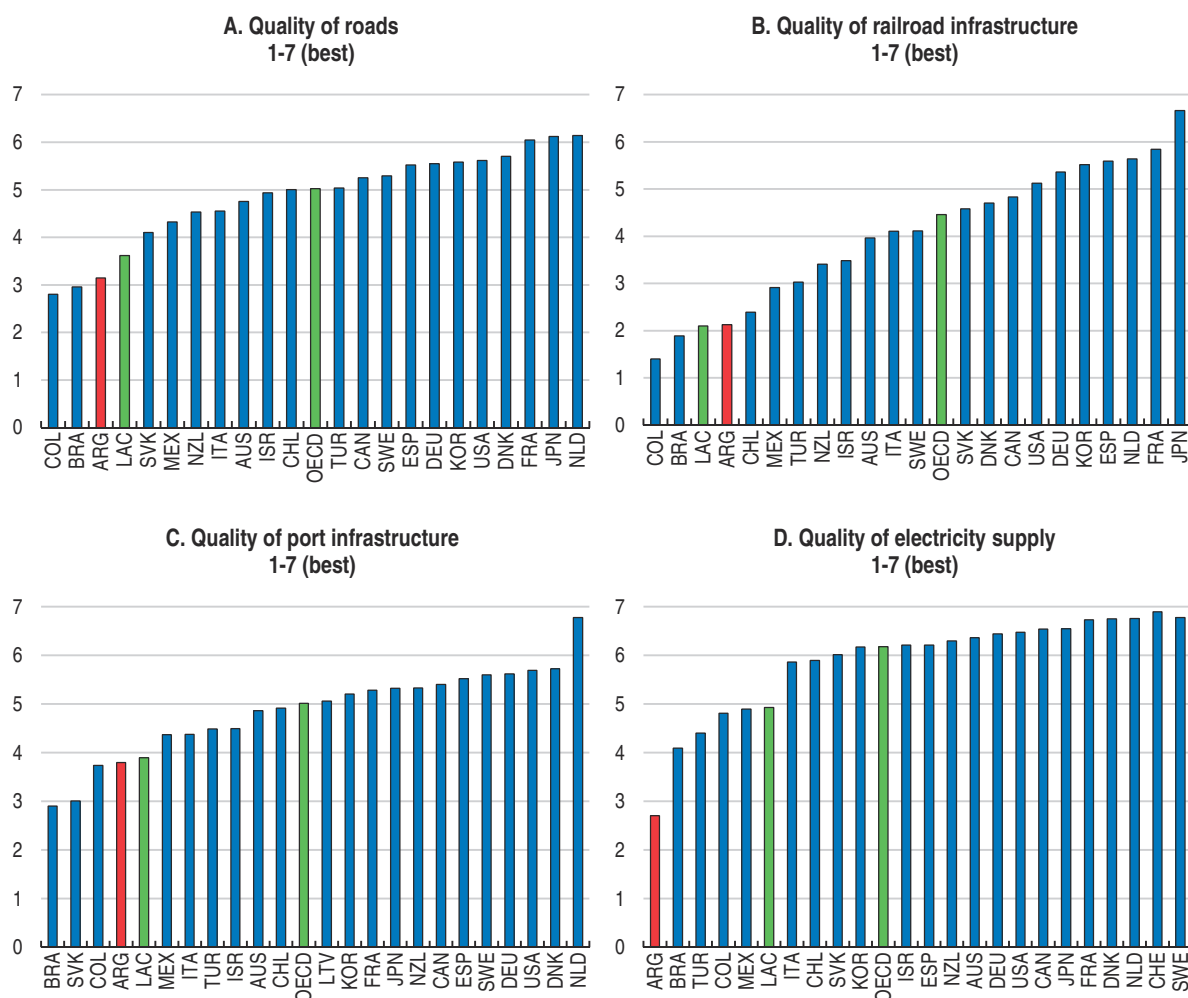 A. Quality of roads
1-7 (best)
7
6
5
4
3
2
1
0
COL BRA ARG LAC SVK MEX NZL ITA AUS ISR CHL OECD TUR CAN SWE ESP DEU KOR USA DNK FRA JPN NLD
B. Quality of railroad infrastructure
1-7 (best)
7
6
5
4
3
2
1
0
COL BRA LAC ARG CHL MEX TUR NZL ISR AUS ITA SWE OECD SVK DNK CAN USA DEU KOR ESP NLD FRA JPN
C. Quality of port infrastructure
1-7 (best)
7
6
5
4
3
2
1
0
BRA SVK COL ARG LAC MEX ITA TUR ISR AUS CHL OECD LTV KOR FRA JPN NZL CAN ESP SWE DEU USA DNK NLD
D. Quality of electricity supply
1-7 (best)
7
6
5
4
3
2
1
0
ARG BRA TUR COL MEX LAC ITA CHL SVK KOR OECD ISR ESP NZL AUS DEU USA CAN JPN FRA DNK NLD CHE SWE